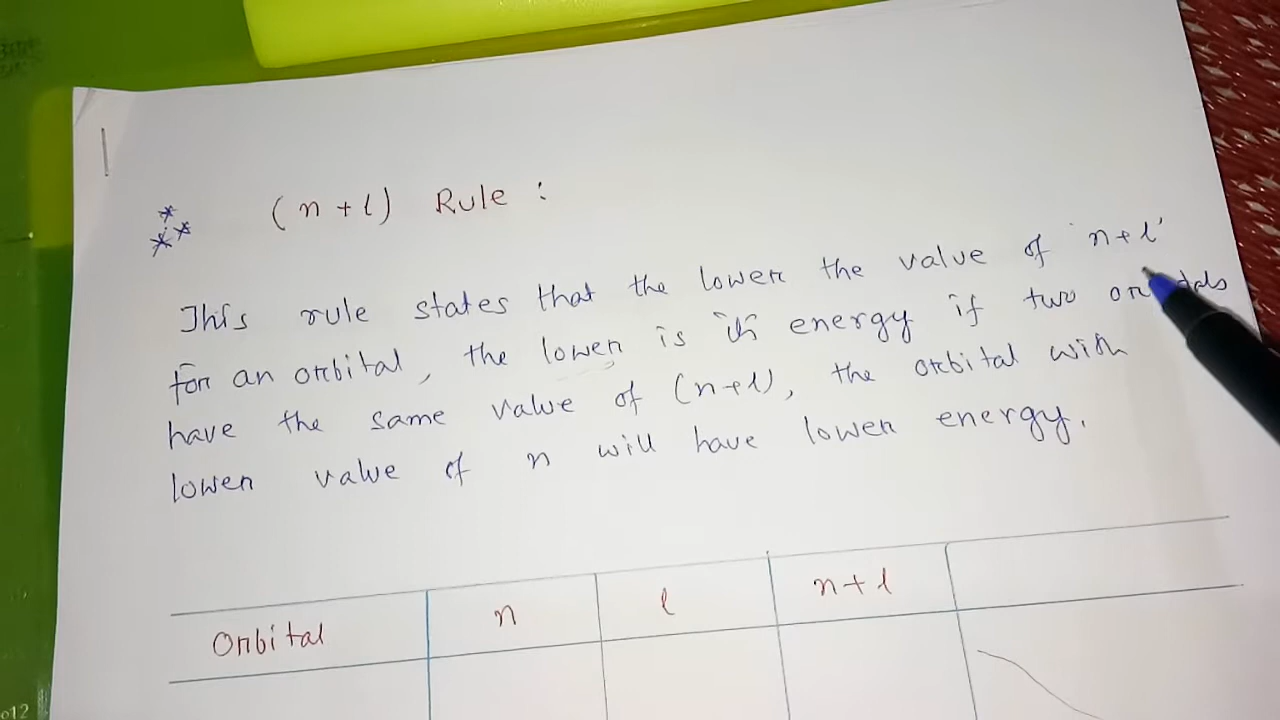 (n+l) Rule :
This rule states that the lower the value of 'n+l'
for an orbital, the lower is its energy if two orbitals
have the same value of (n+l), the orbital with
lower value of n will have lower energy.
Orbital n l n+l
012